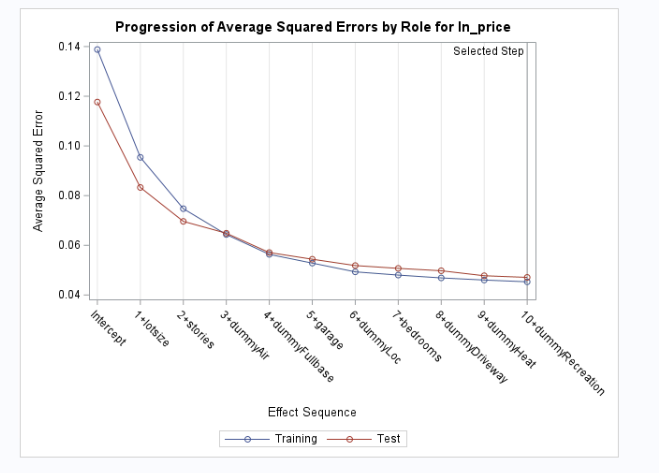 Progression of Average Squared Errors by Role for ln_price
Selected Step
0.14
0.12
0.10
0.08
0.06
0.04
Average Squared Error
Intercept
1+lotsize
2+stories
3+dummyAir
4+dummyFullbase
5+garage
6+dummyLoc
7+bedrooms
8+dummyDriveway
9+dummyHeat
10+dummyRecreation
Effect Sequence
Training Test